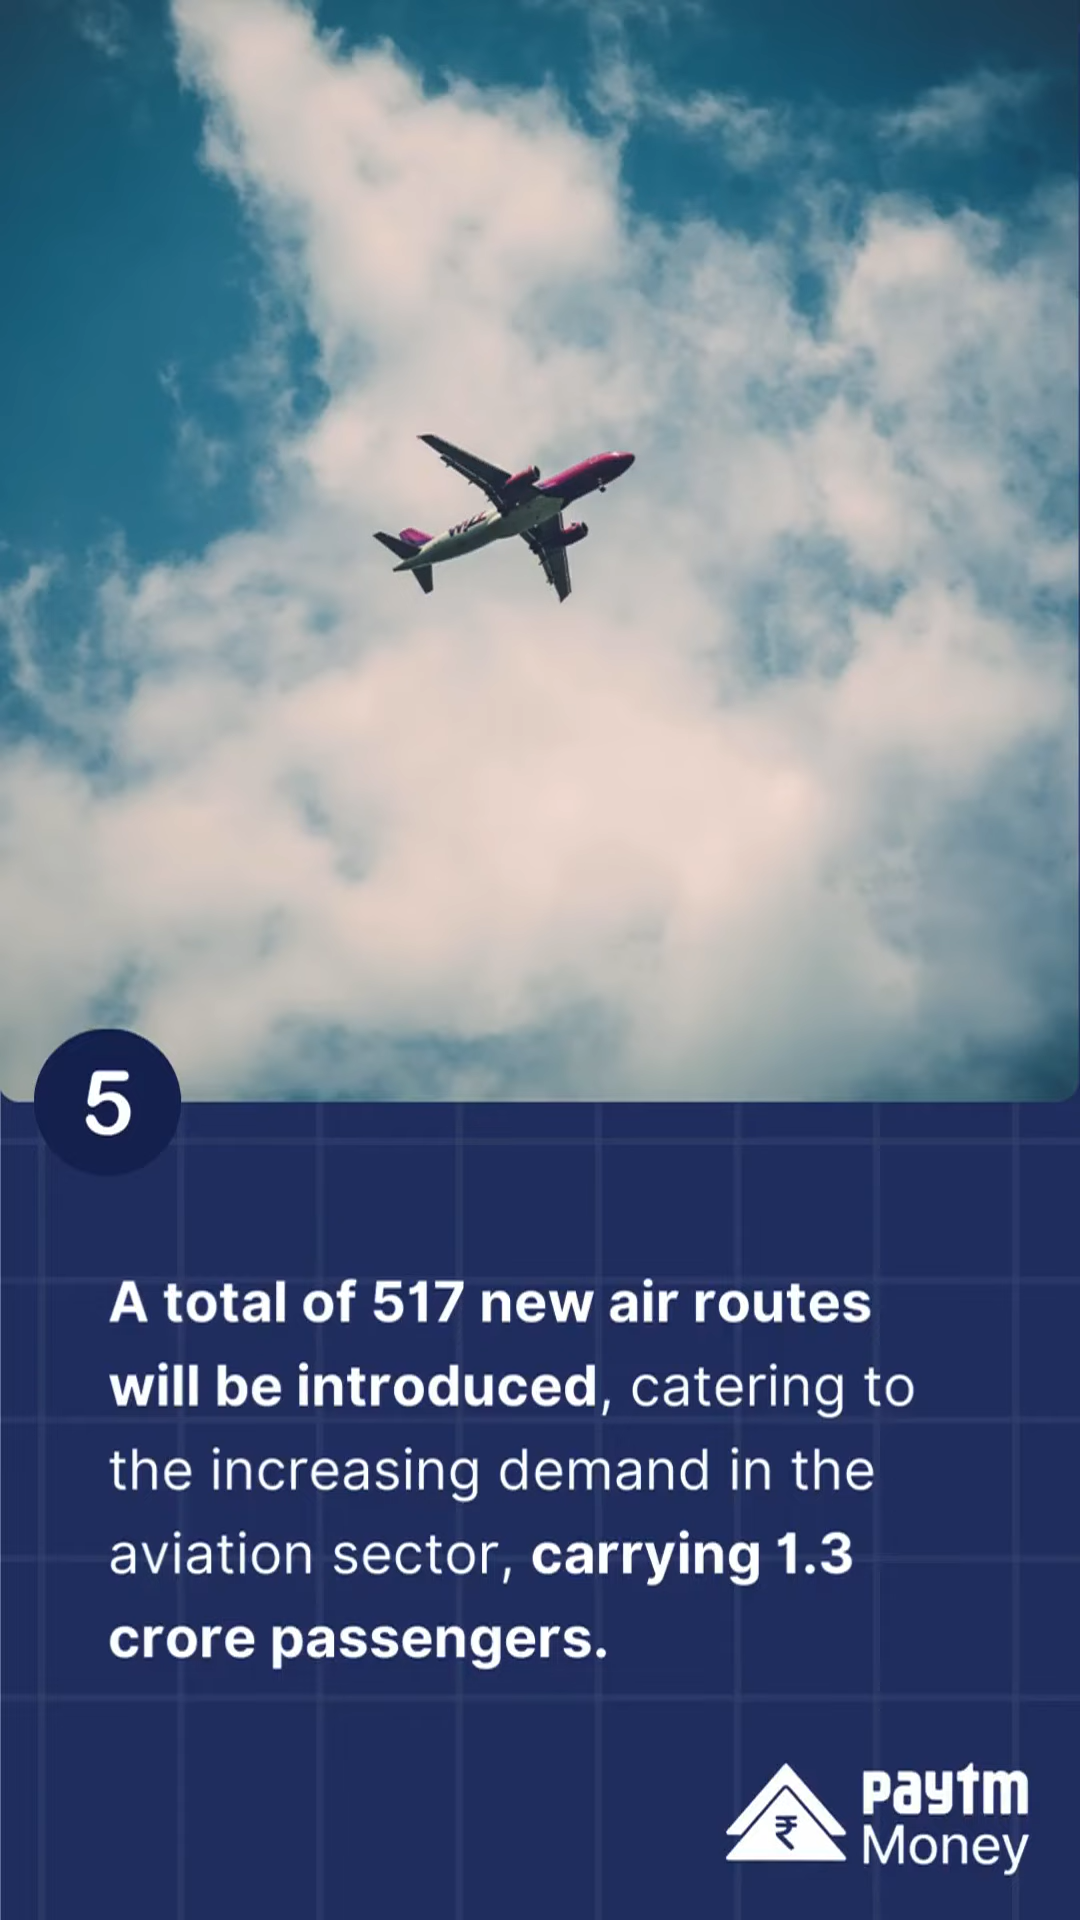 WIZZ
5
A total of 517 new air routes
will be introduced, catering to
the increasing demand in the
aviation sector, carrying 1.3
crore passengers.
₹
paytm
Money